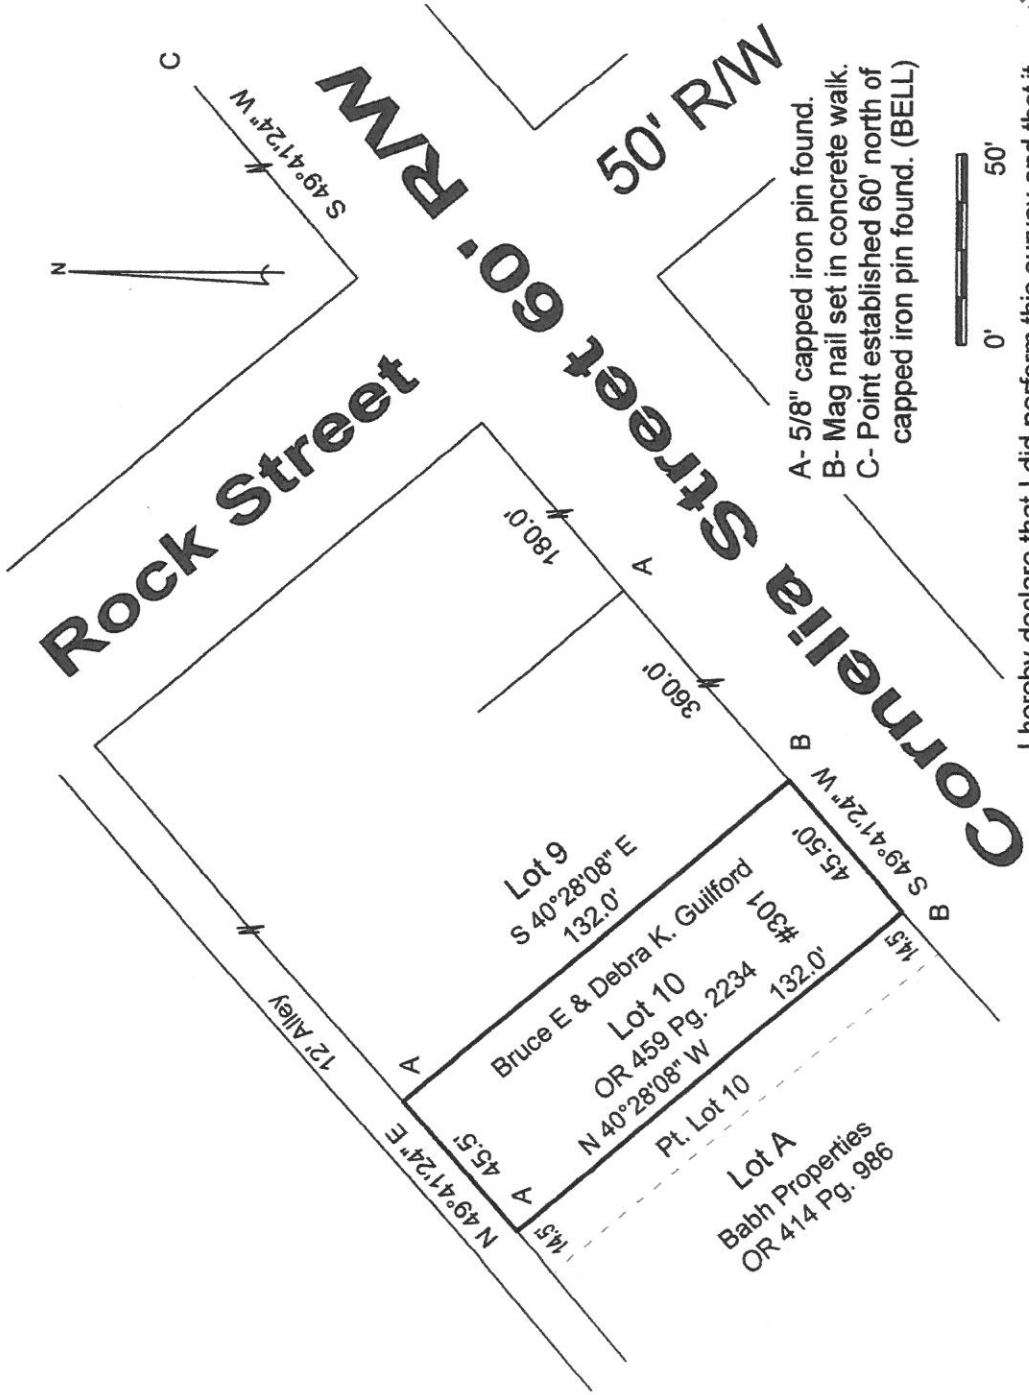 N
C
S 49°41'24" W
Rock Street
Cornelia Street 60' R/W
50' R/W
12' Alley
N 49°41'24" E
A
45.5'
A
14.5'
Lot 9
S 40°28'08" E
132.0'
180.0'
A
360.0'
B
Bruce E & Debra K. Guilford
Lot 10
OR 459 Pg. 2234
#301
N 40°28'08" W
132.0'
45.50'
S 49°41'24" W
B
14.5'
Pt. Lot 10
Lot A
Babh Properties
OR 414 Pg. 986
A- 5/8" capped iron pin found.
B- Mag nail set in concrete walk.
C- Point established 60' north of
capped iron pin found. (BELL)
0'
50'
I hereby declare that I did perform this survey and that it